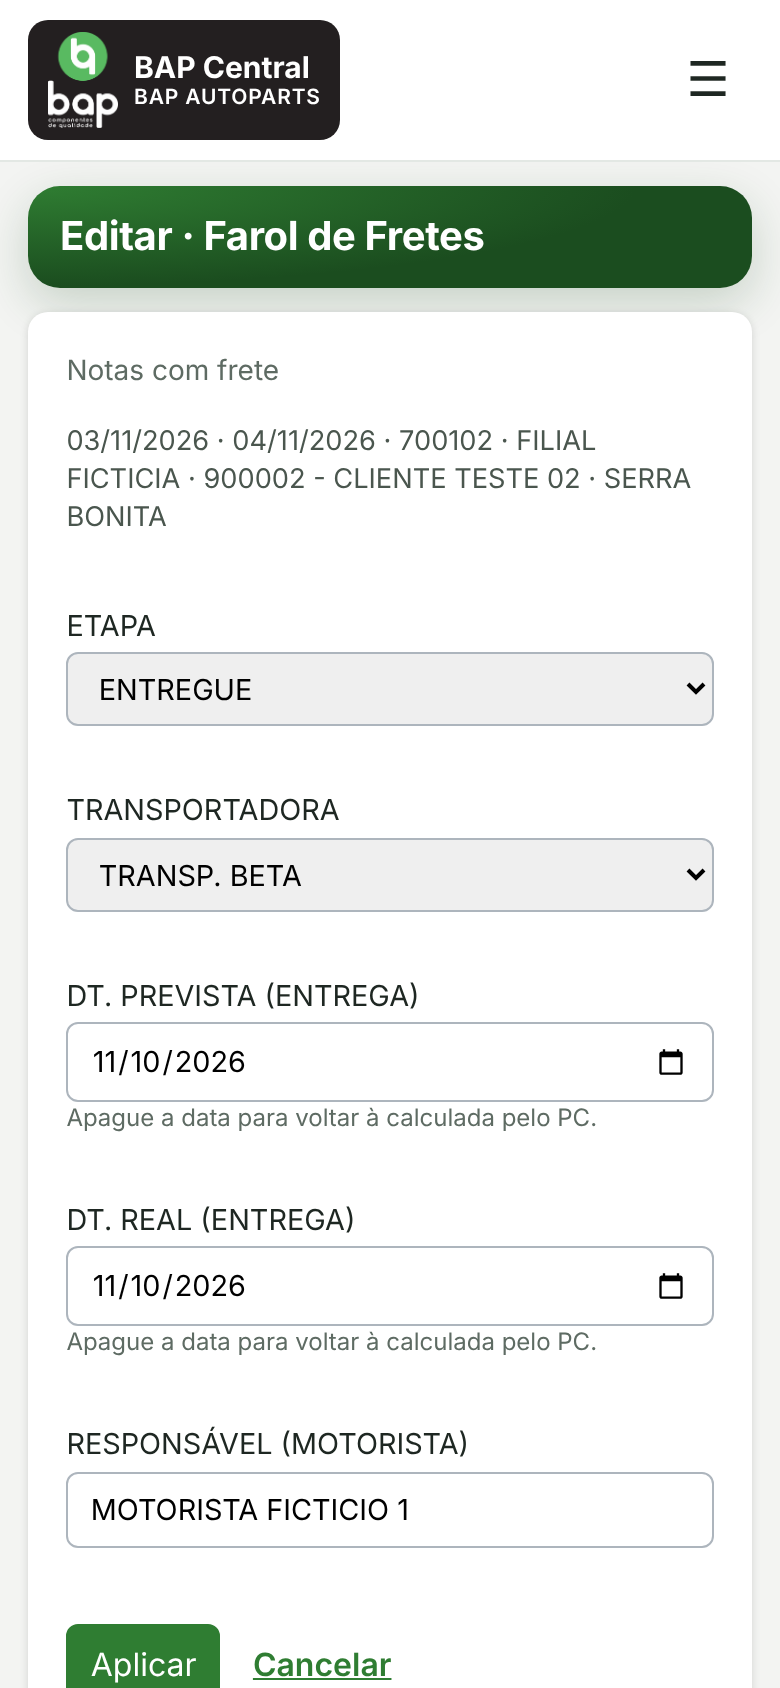 bap
componentes
de qualidade
BAP Central
BAP AUTOPARTS
Editar · Farol de Fretes
Notas com frete
03/11/2026 · 04/11/2026 · 700102 · FILIAL
FICTICIA · 900002 - CLIENTE TESTE 02 · SERRA
BONITA
ETAPA
ENTREGUE
TRANSPORTADORA
TRANSP. BETA
DT. PREVISTA (ENTREGA)
11/10/2026
Apague a data para voltar à calculada pelo PC.
DT. REAL (ENTREGA)
11/10/2026
Apague a data para voltar à calculada pelo PC.
RESPONSÁVEL (MOTORISTA)
MOTORISTA FICTICIO 1
Aplicar
Cancelar